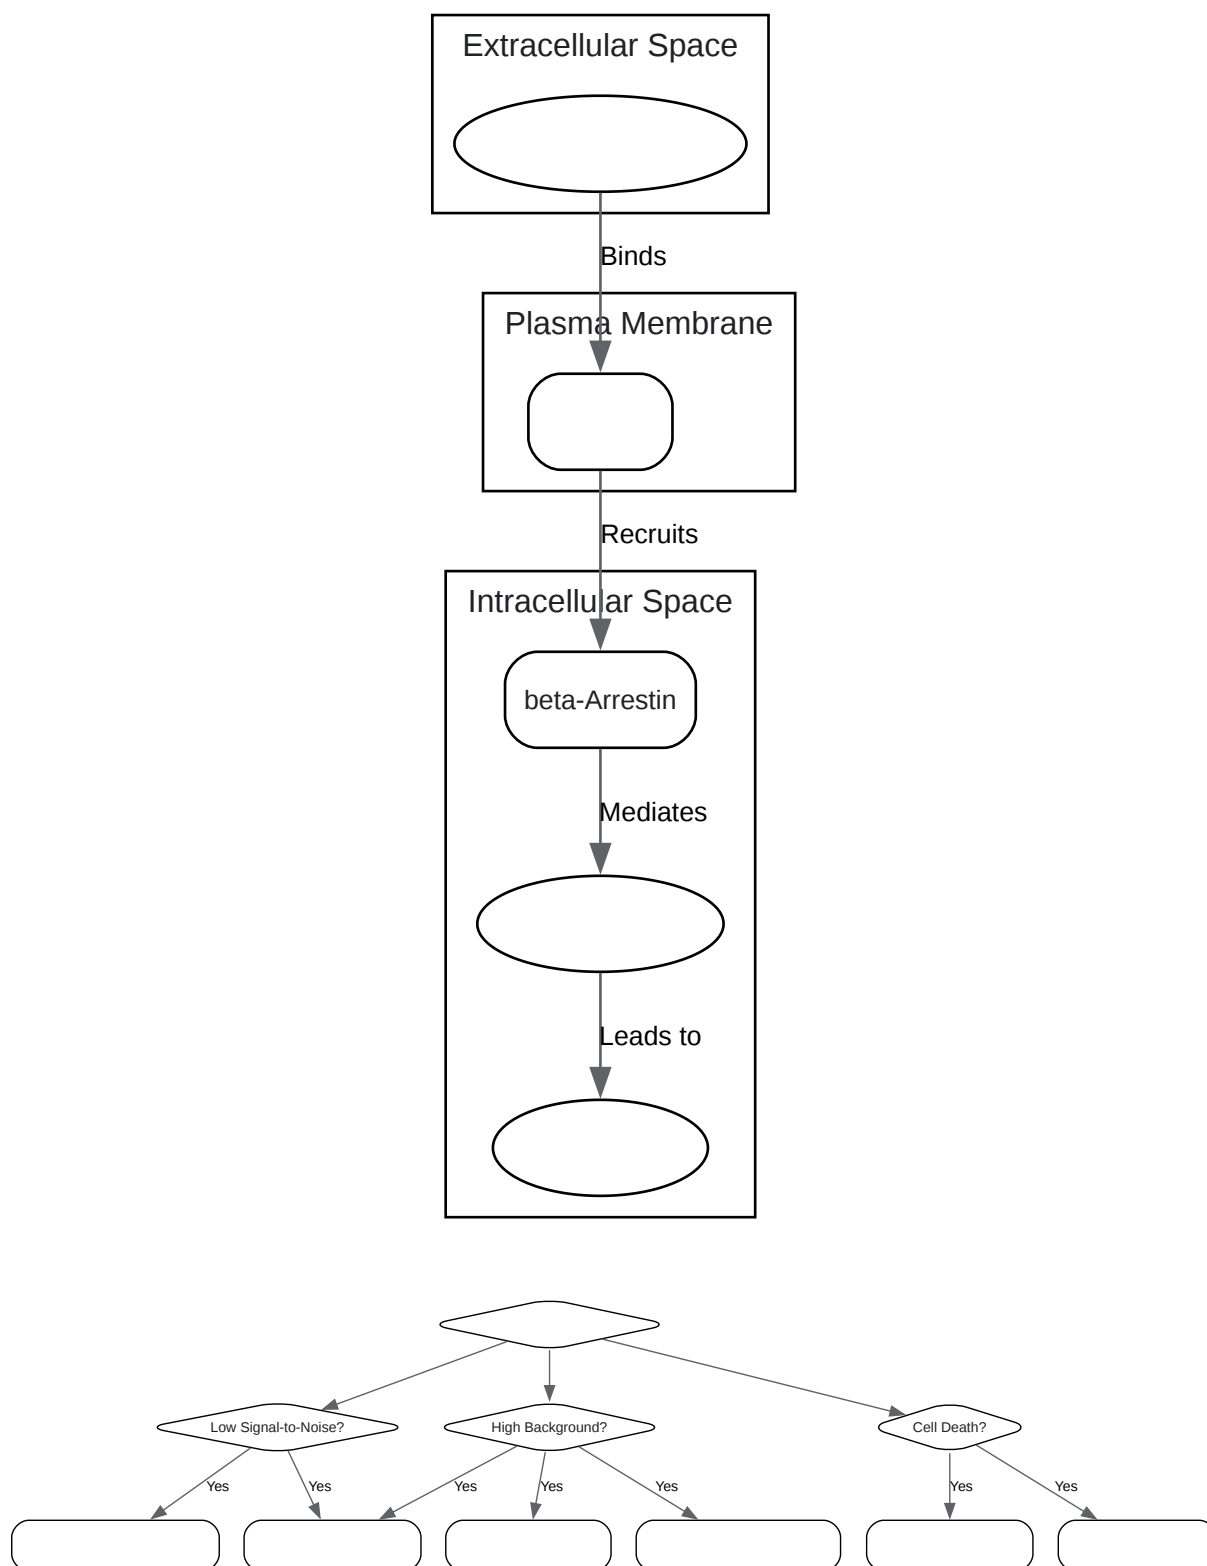 Extracellular Space
Binds
Plasma Membrane
Recruits
Intracellular Space
beta-Arrestin
Mediates
Leads to
Low Signal-to-Noise?
High Background?
Cell Death?
Yes
Yes
Yes
Yes
Yes
Yes
Yes